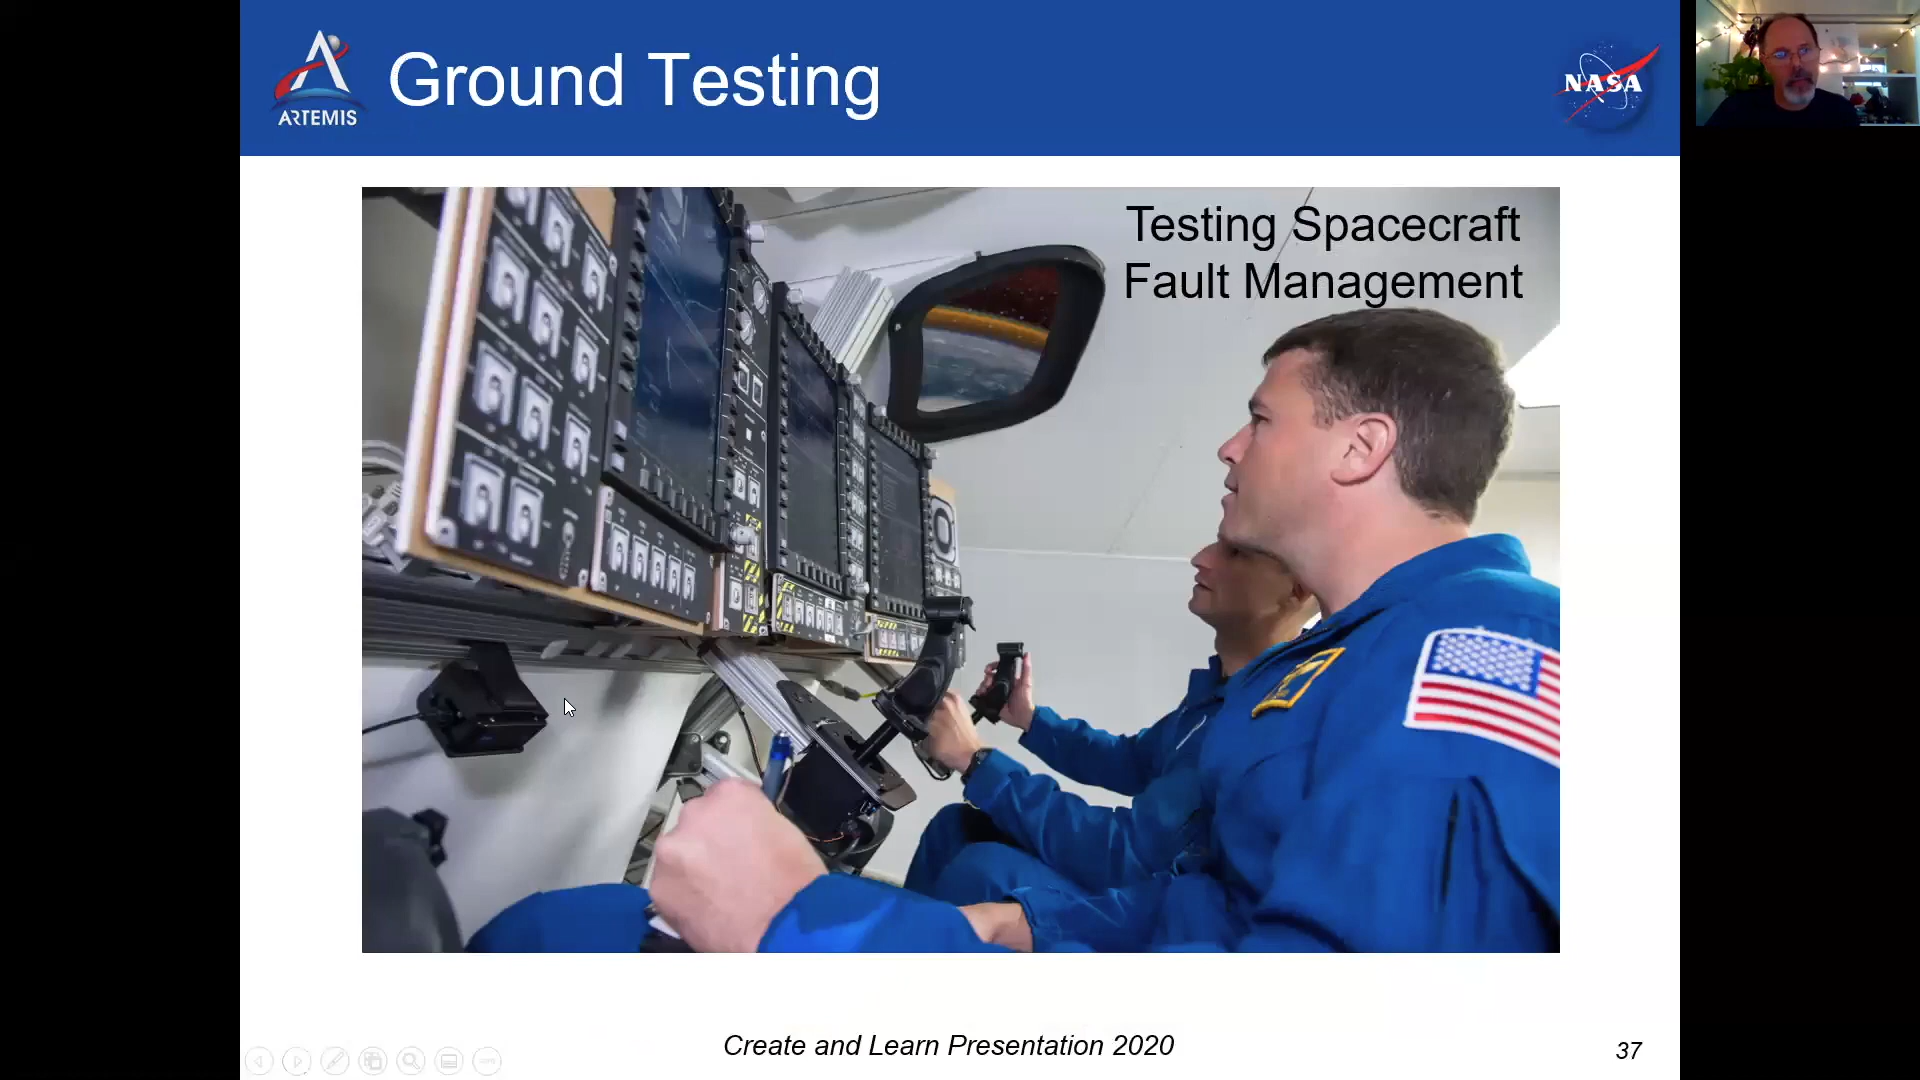 ARTEMIS
Ground Testing
NASA
Testing Spacecraft
Fault Management
Create and Learn Presentation 2020
37